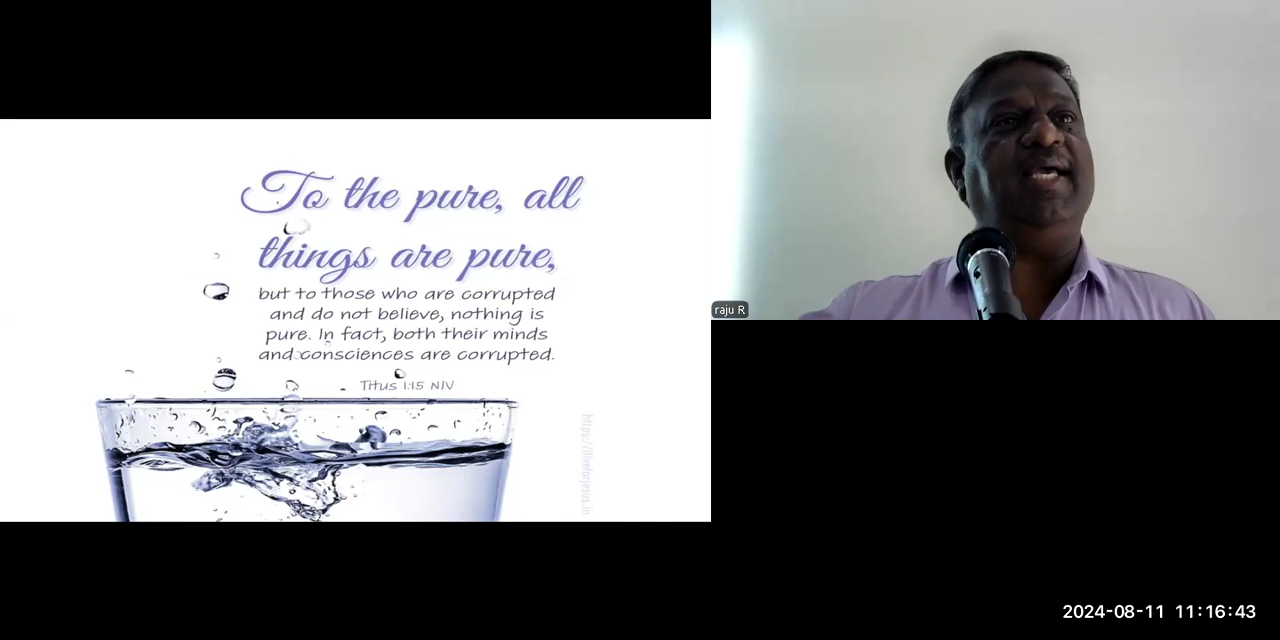 To the pure, all
things are pure,
but to those who are corrupted
and do not believe, nothing is
pure. In fact, both their minds
and consciences are corrupted.
Titus 1:15 NIV
raju R
2024-08-11 11:16:43